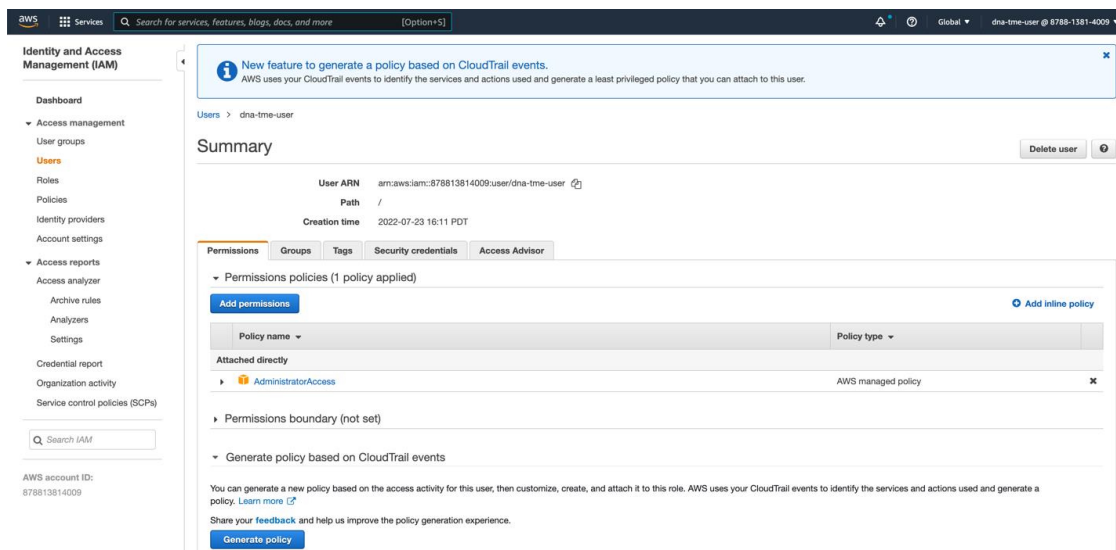 aws Services Search for services, features, blogs, docs, and more [Option+S] Global dna-tme-user @ 8788-1381-4009
Identity and Access
Management (IAM)
Dashboard
Access management
User groups
Users
Roles
Policies
Identity providers
Account settings
Access reports
Access analyzer
Archive rules
Analyzers
Settings
Credential report
Organization activity
Service control policies (SCPs)
Search IAM
AWS account ID:
878813814009
New feature to generate a policy based on CloudTrail events.
AWS uses your CloudTrail events to identify the services and actions used and generate a least privileged policy that you can attach to this user.
Users > dna-tme-user
Summary
Delete user
User ARN arn:aws:iam::878813814009:user/dna-tme-user
Path /
Creation time 2022-07-23 16:11 PDT
Permissions Groups Tags Security credentials Access Advisor
Permissions policies (1 policy applied)
Add permissions Add inline policy
Policy name Policy type
Attached directly
AdministratorAccess AWS managed policy
Permissions boundary (not set)
Generate policy based on CloudTrail events
You can generate a new policy based on the access activity for this user, then customize, create, and attach it to this role. AWS uses your CloudTrail events to identify the services and actions used and generate a
policy. Learn more
Share your feedback and help us improve the policy generation experience.
Generate policy